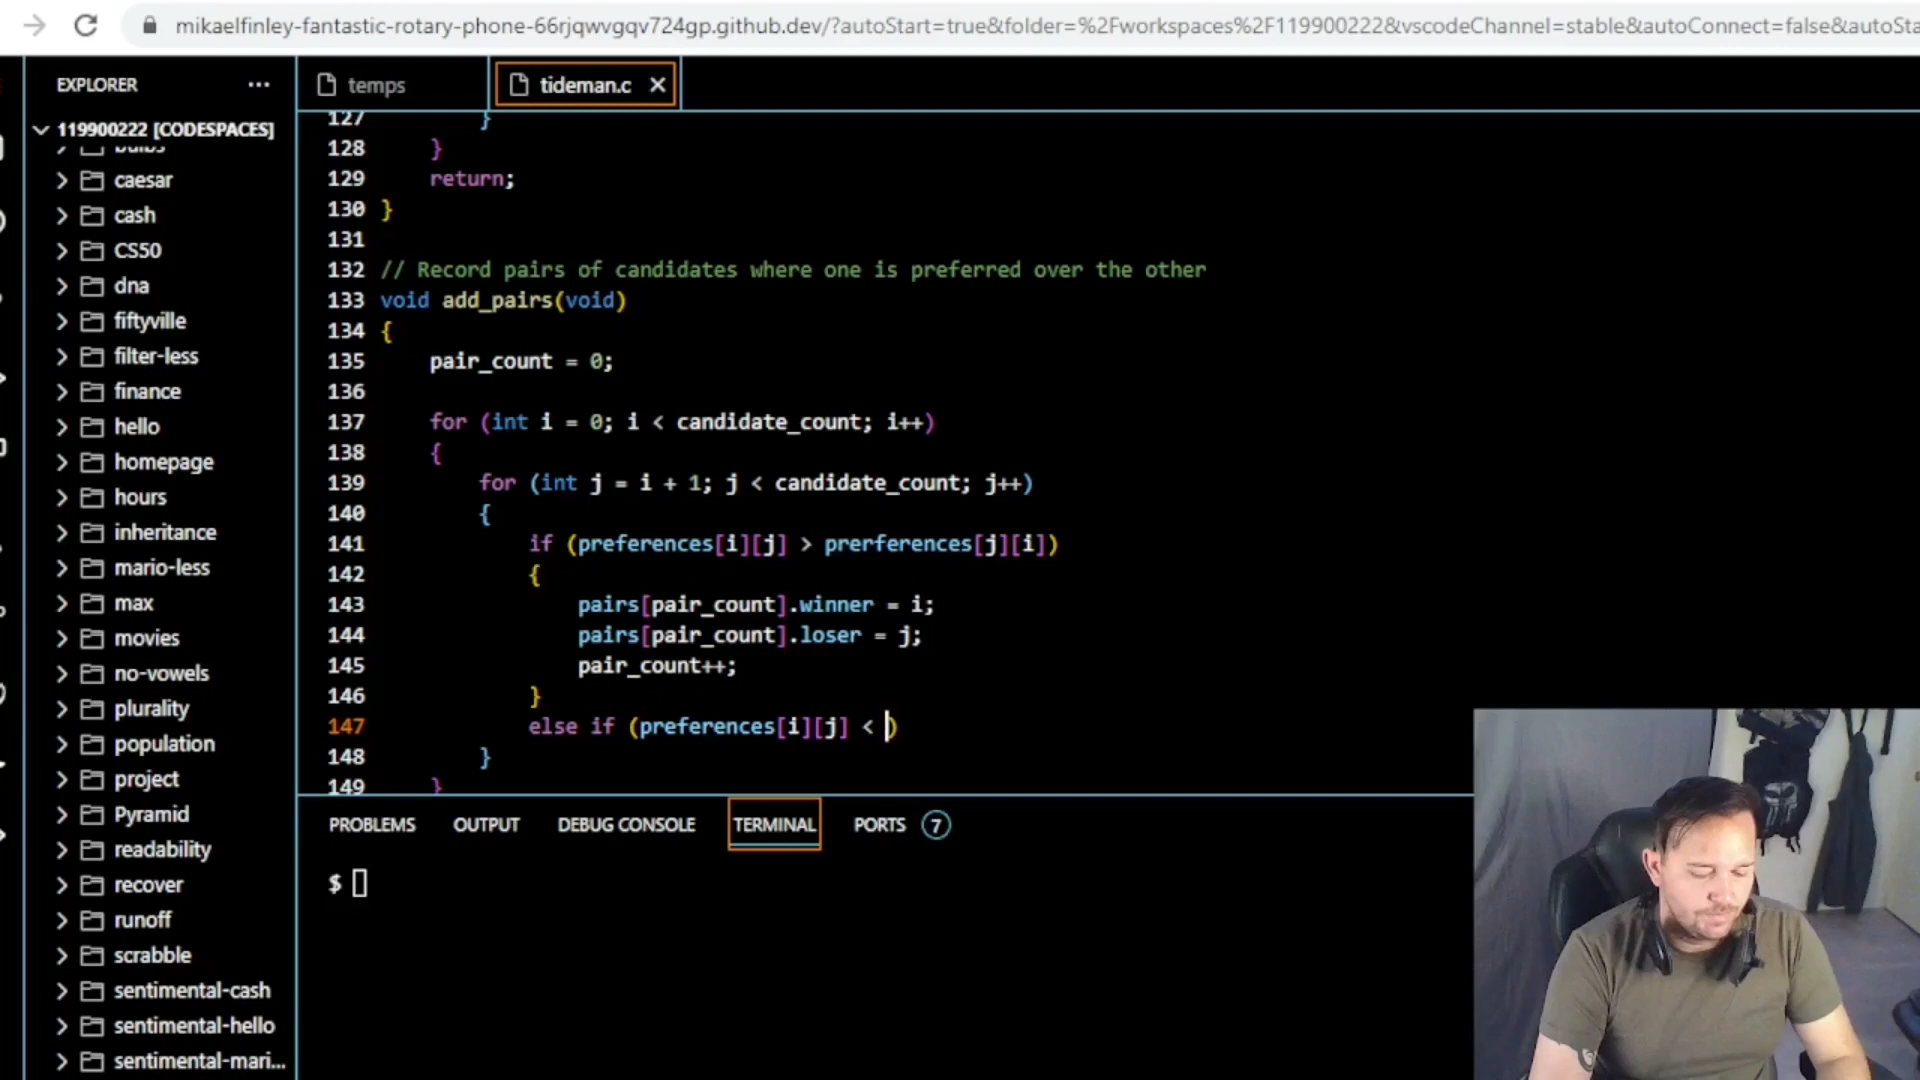 mikaelfinley-fantastic-rotary-phone-66rjqwvgqv724gp.github.dev/?autoStart=true&folder=%2Fworkspaces%2F119900222&vscodeChannel=stable&autoConnect=false&autoSta
EXPLORER ...
temps
tideman.c
119900222 [CODESPACES]
bulbs
caesar
cash
CS50
dna
fiftyville
filter-less
finance
hello
homepage
hours
inheritance
mario-less
max
movies
no-vowels
plurality
population
project
Pyramid
readability
recover
runoff
scrabble
sentimental-cash
sentimental-hello
sentimental-mari...
127 }
128 }
129 return;
130 }
131
132 // Record pairs of candidates where one is preferred over the other
133 void add_pairs(void)
134 {
135 pair_count = 0;
136
137 for (int i = 0; i < candidate_count; i++)
138 {
139 for (int j = i + 1; j < candidate_count; j++)
140 {
141 if (preferences[i][j] > prerferences[j][i])
142 {
143 pairs[pair_count].winner = i;
144 pairs[pair_count].loser = j;
145 pair_count++;
146 }
147 else if (preferences[i][j] < )
148 }
149 }
PROBLEMS OUTPUT DEBUG CONSOLE TERMINAL PORTS 7
$